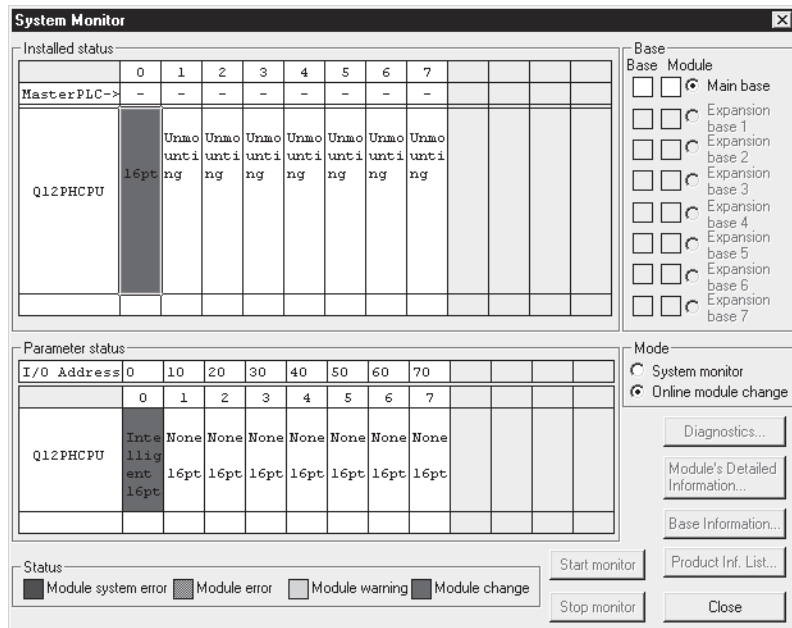 System Monitor
Installed status
0 1 2 3 4 5 6 7
MasterPLC-> - - - - - - - -
Q12PHCPU
16pt
Unmo Unmo Unmo Unmo Unmo Unmo Unmo
unti unti unti unti unti unti unti
ng ng ng ng ng ng ng
Base
Base Module
Main base
Expansion
base 1
Expansion
base 2
Expansion
base 3
Expansion
base 4
Expansion
base 5
Expansion
base 6
Expansion
base 7
Parameter status
I/O Address 0 10 20 30 40 50 60 70
0 1 2 3 4 5 6 7
Q12PHCPU
Inte
llig
ent
16pt
None None None None None None None
16pt 16pt 16pt 16pt 16pt 16pt 16pt
Mode
System monitor
Online module change
Diagnostics...
Module's Detailed
Information...
Base Information...
Product Inf. List...
Status
Module system error Module error Module warning Module change
Start monitor
Stop monitor
Close